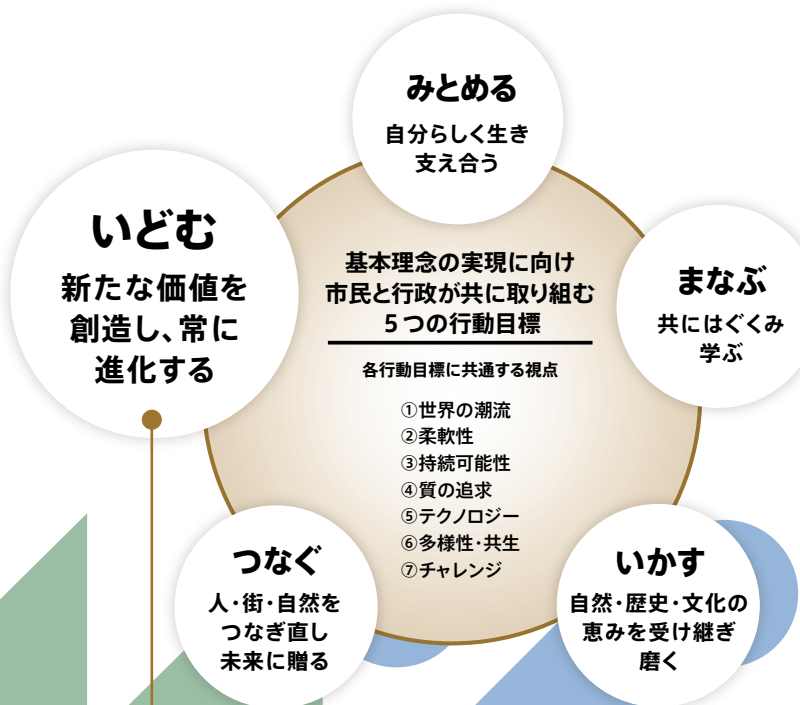 みとめる
自分らしく生き
支え合う
いどむ
新たな価値を
創造し、常に
進化する
基本理念の実現に向け
市民と行政が共に取り組む
５つの行動目標
各行動目標に共通する視点
①世界の潮流
②柔軟性
③持続可能性
④質の追求
⑤テクノロジー
⑥多様性・共生
⑦チャレンジ
まなぶ
共にはぐくみ
学ぶ
つなぐ
人・街・自然を
つなぎ直し
未来に贈る
いかす
自然・歴史・文化の
恵みを受け継ぎ
磨く